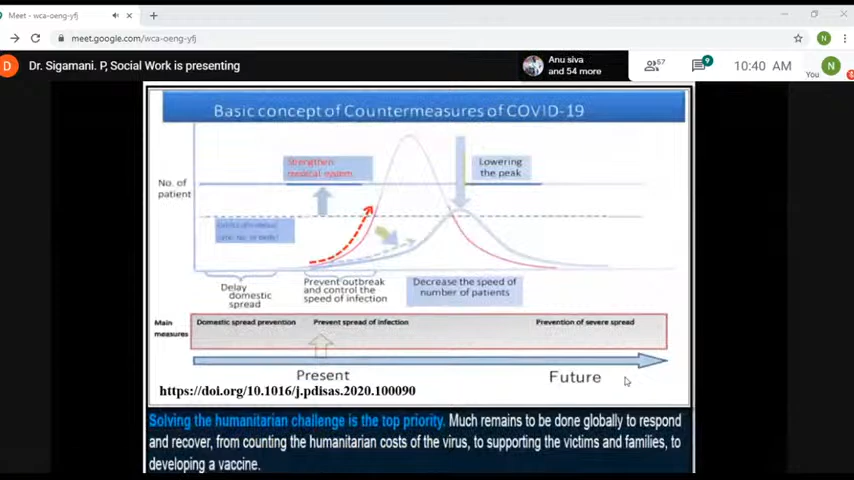 Meet - wca-oeng-yfj
meet.google.com/wca-oeng-yfj
N
D
Dr. Sigamani. P, Social Work is presenting
Anu siva
and 54 more
57
9
10:40 AM
You
N
Basic concept of Countermeasures of COVID-19
No. of
patient
Strengthen
medical system
Lowering
the peak
Delay
domestic
spread
Prevent outbreak
and control the
speed of infection
Decrease the speed of
number of patients
Main
measures
Domestic spread prevention
Prevent spread of infection
Prevention of severe spread
Present
Future
https://doi.org/10.1016/j.pdisas.2020.100090
Solving the humanitarian challenge is the top priority. Much remains to be done globally to respond
and recover, from counting the humanitarian costs of the virus, to supporting the victims and families, to
developing a vaccine.